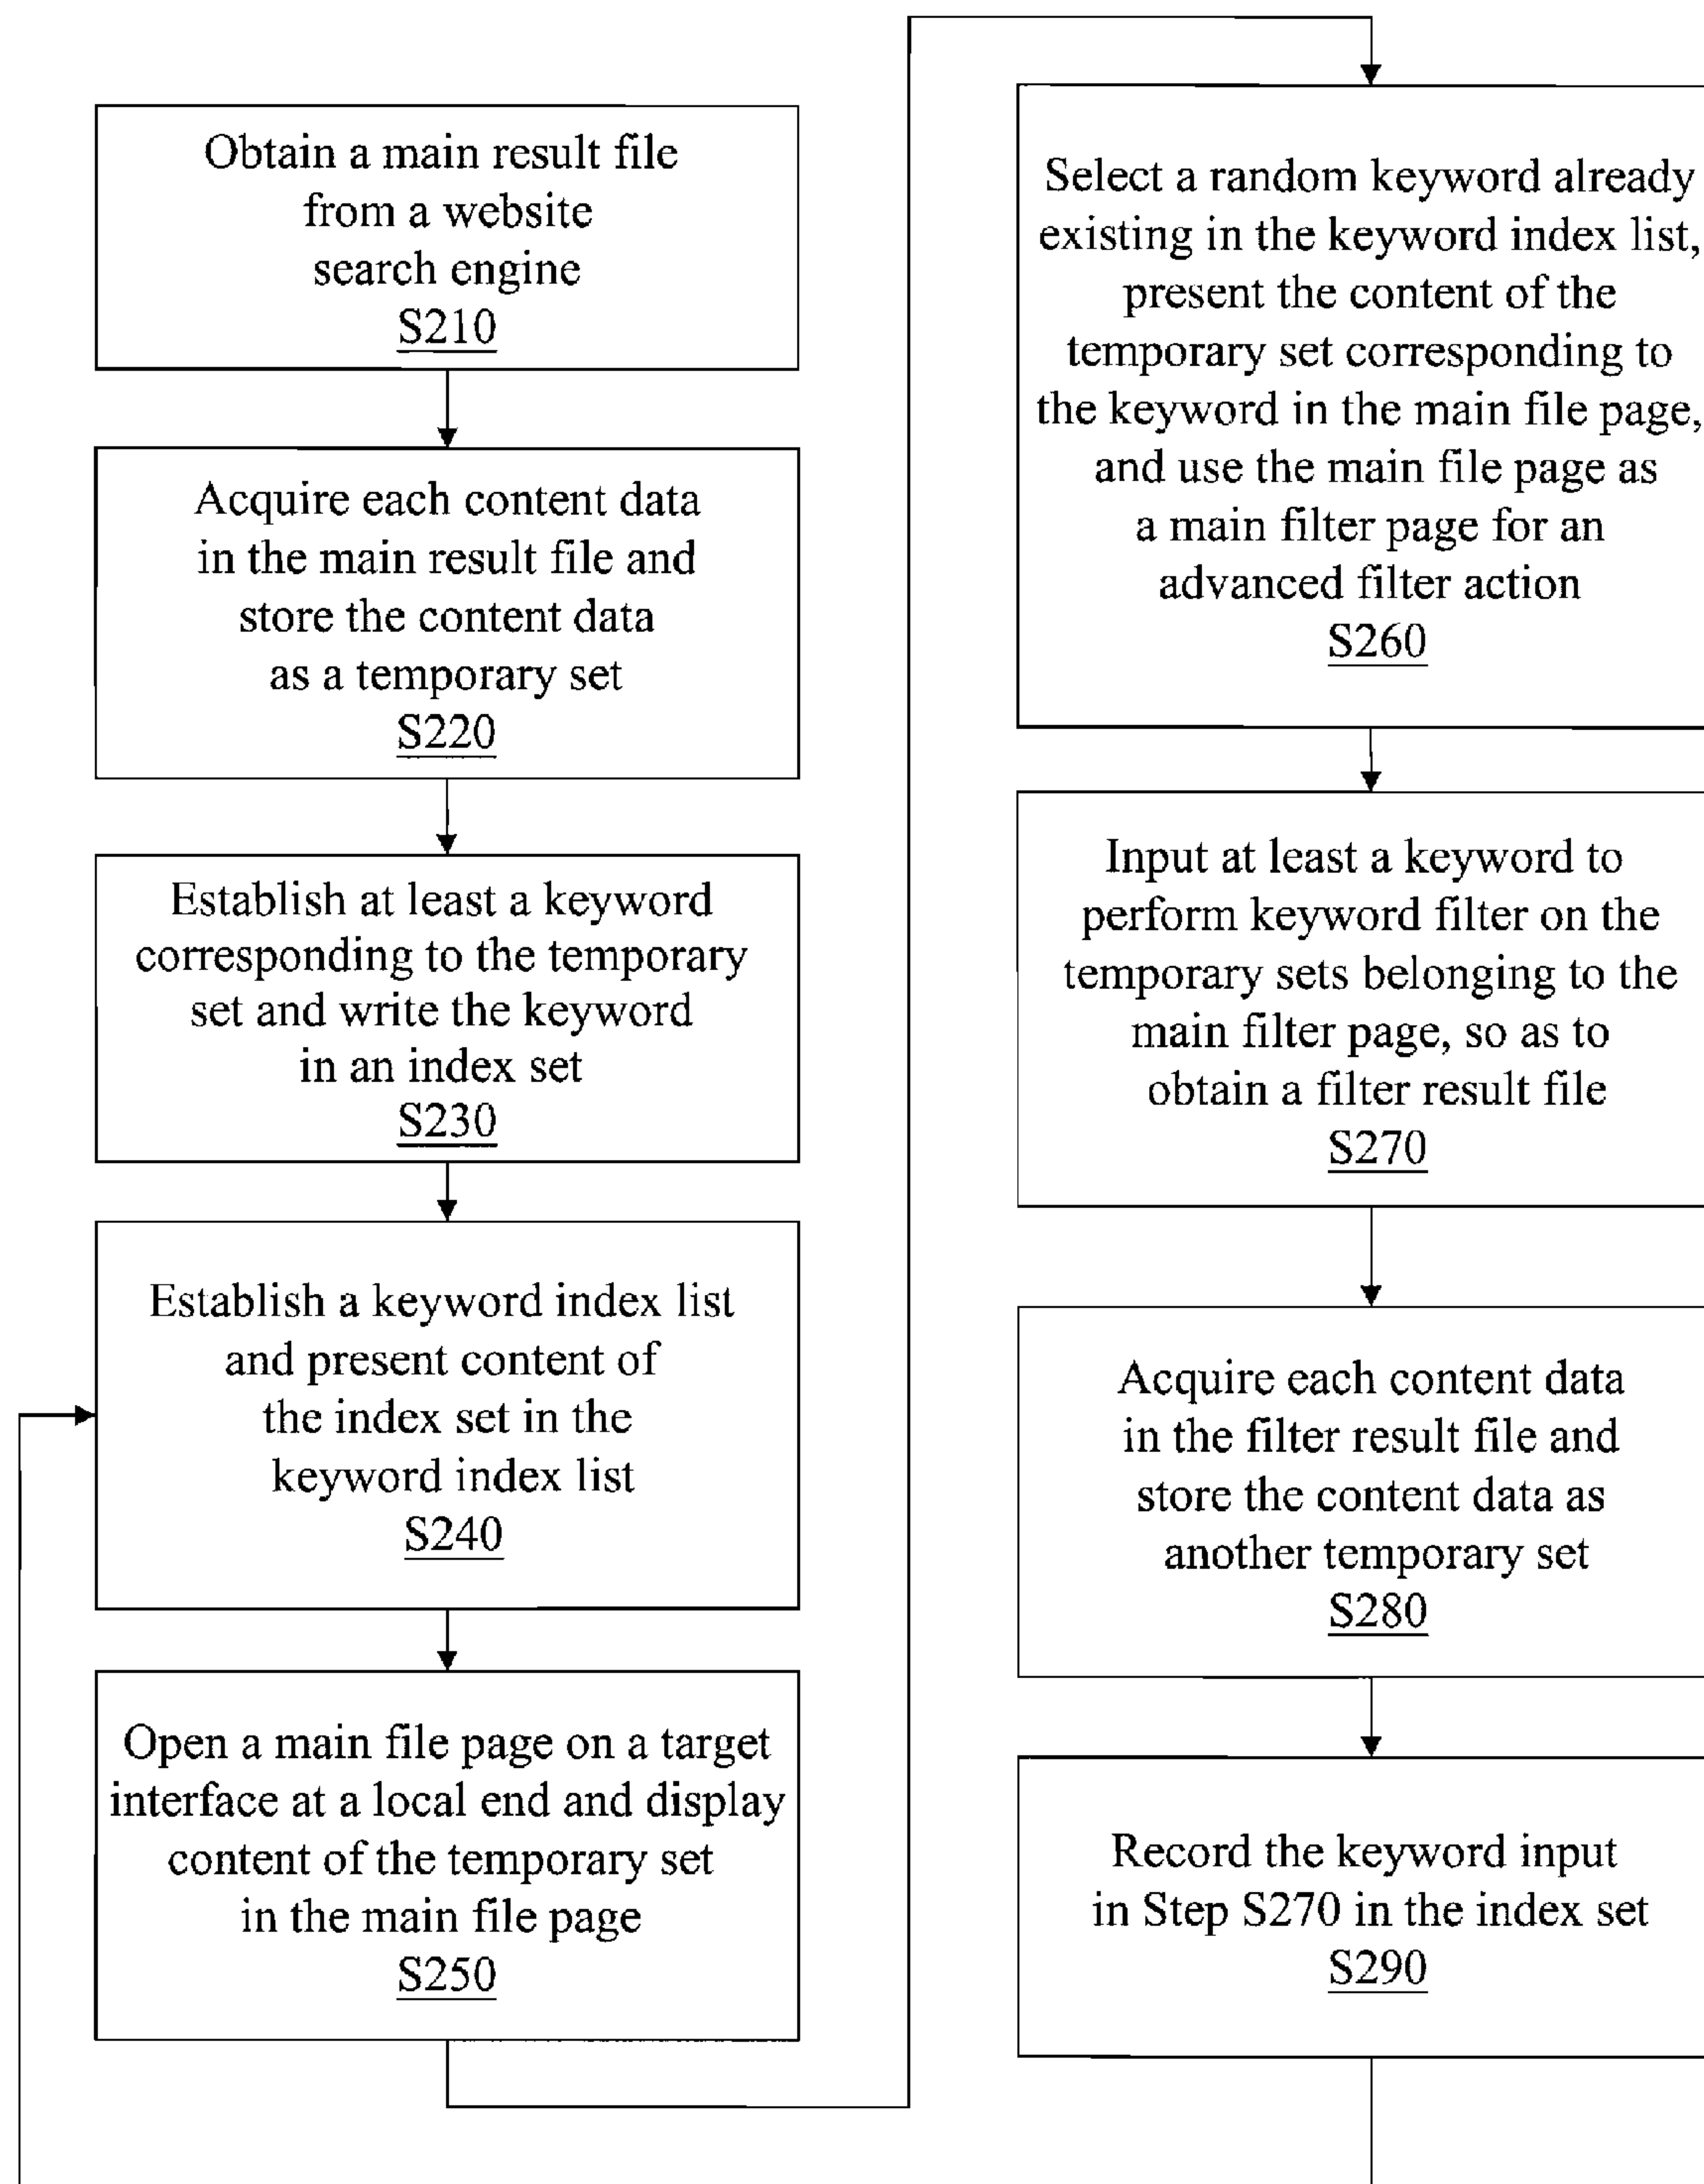 Obtain a main result file
from a website
search engine
S210
Acquire each content data
in the main result file and
store the content data
as a temporary set
S220
Establish at least a keyword
corresponding to the temporary
set and write the keyword
in an index set
S230
Establish a keyword index list
and present content of
the index set in the
keyword index list
S240
Open a main file page on a target
interface at a local end and display
content of the temporary set
in the main file page
S250
Select a random keyword already
existing in the keyword index list,
present the content of the
temporary set corresponding to
the keyword in the main file page,
and use the main file page as
a main filter page for an
advanced filter action
S260
Input at least a keyword to
perform keyword filter on the
temporary sets belonging to the
main filter page, so as to
obtain a filter result file
S270
Acquire each content data
in the filter result file and
store the content data as
another temporary set
S280
Record the keyword input
in Step S270 in the index set
S290